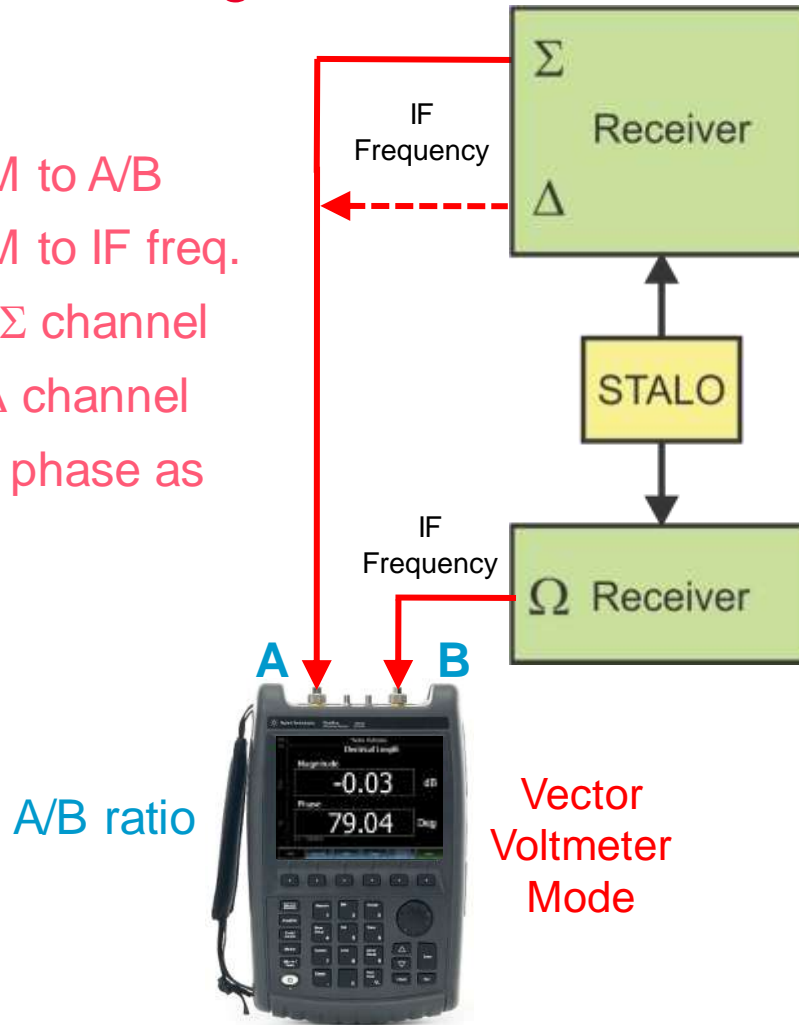 Σ
Receiver
Δ
IF
Frequency
M to A/B
M to IF freq.
Σ channel
channel
phase as
STALO
IF
Frequency
Ω Receiver
A
B
Magnitude
-0.03 dB
Phase
79.04 Deg
A/B ratio
Vector
Voltmeter
Mode